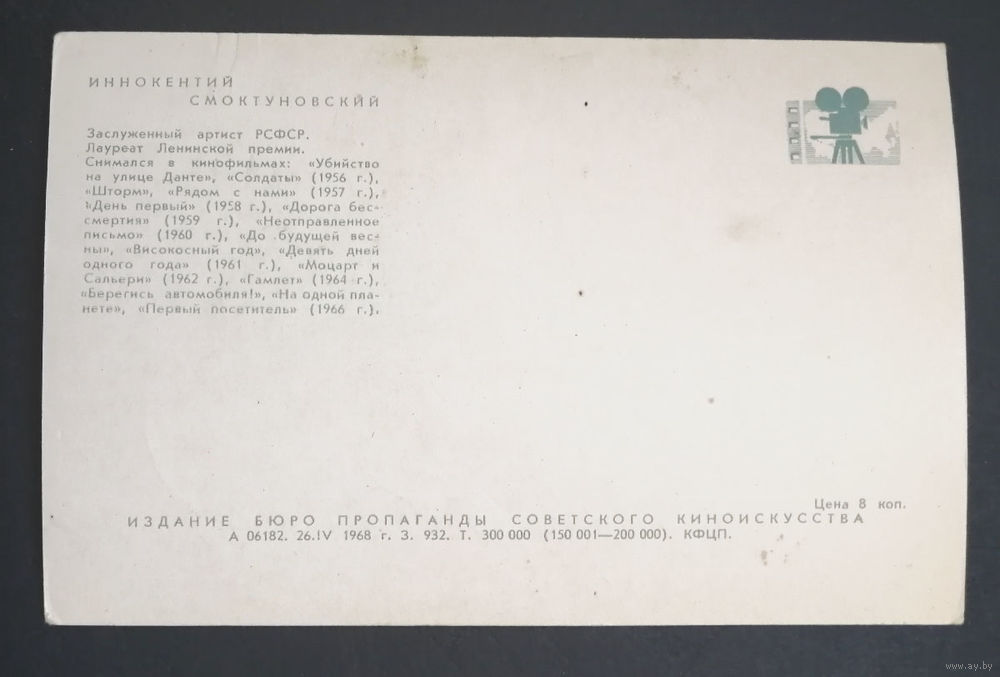 ИННОКЕНТИЙ
СМОКТУНОВСКИЙ
Заслуженный артист РСФСР.
Лауреат Ленинской премии.
Снимался в кинофильмах: «Убийство
на улице Данте», «Солдаты» (1956 г.),
«Шторм», «Рядом с нами» (1957 г.),
«День первый» (1958 г.), «Дорога бес-
смертия» (1959 г.), «Неотправленное
письмо» (1960 г.), «До будущей вес-
ны», «Високосный год», «Девять дней
одного года» (1961 г.), «Моцарт и
Сальери» (1962 г.), «Гамлет» (1964 г.),
«Берегись автомобиля!», «На одной пла-
нете», «Первый посетитель» (1966 г.).
Цена 8 коп.
ИЗДАНИЕ БЮРО ПРОПАГАНДЫ СОВЕТСКОГО КИНОИСКУССТВА
А 06182. 26.IV 1968 г. З. 932. Т. 300 000 (150 001—200 000). КФЦП.
www.ay.by